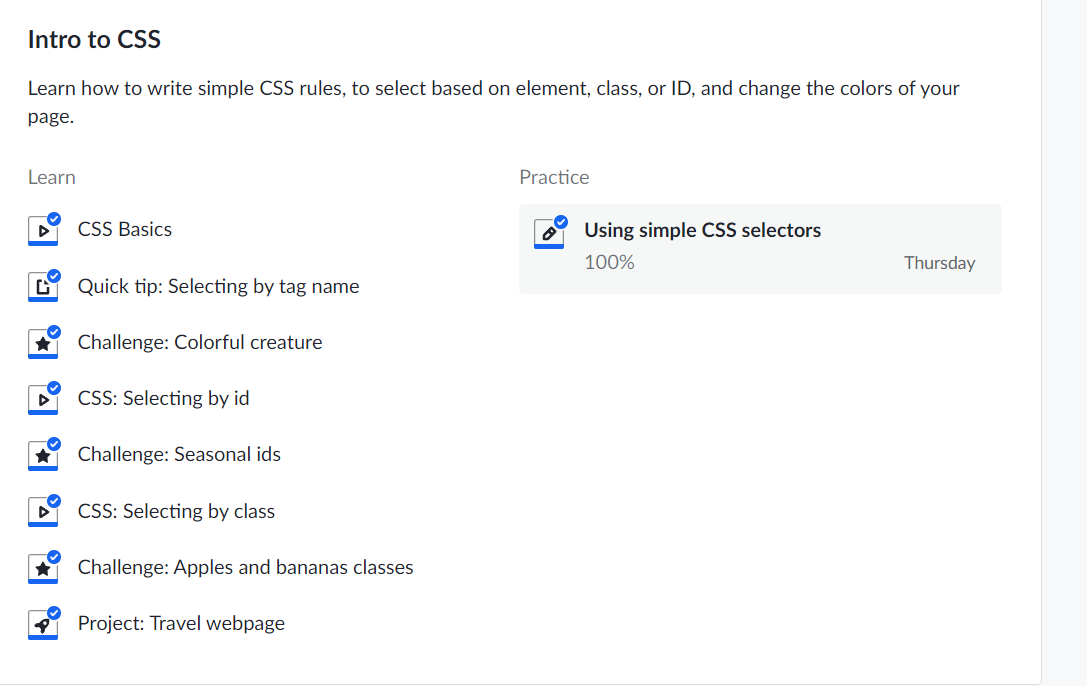 Intro to CSS
Learn how to write simple CSS rules, to select based on element, class, or ID, and change the colors of your
page.
Learn
CSS Basics
Quick tip: Selecting by tag name
Challenge: Colorful creature
CSS: Selecting by id
Challenge: Seasonal ids
CSS: Selecting by class
Challenge: Apples and bananas classes
Project: Travel webpage
Practice
Using simple CSS selectors
100%
Thursday